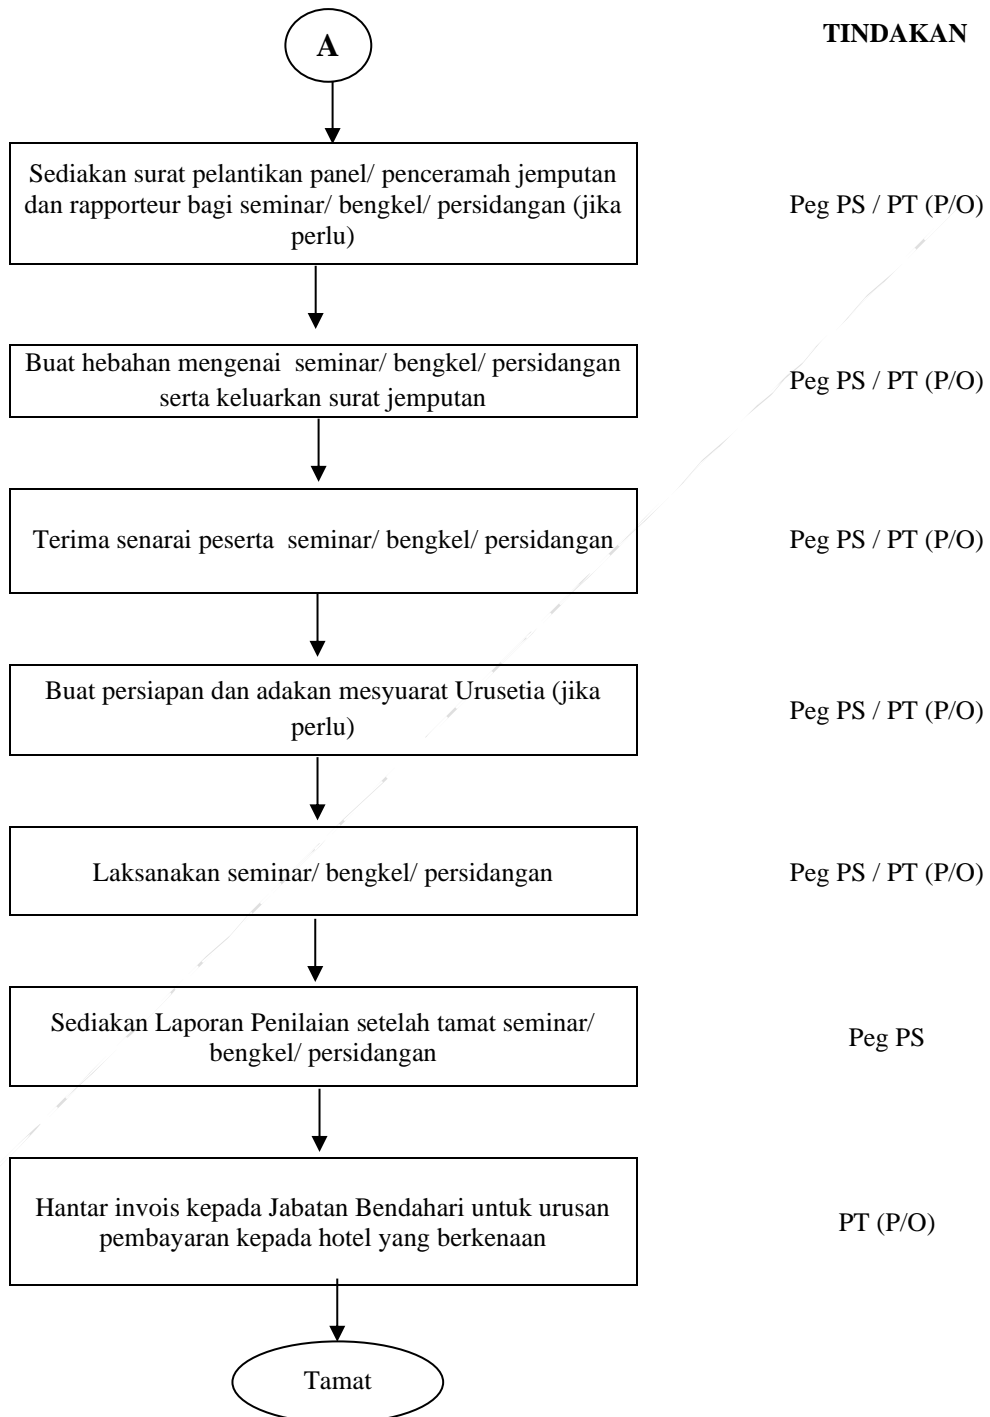 A
TINDAKAN
Sediakan surat pelantikan panel/ penceramah jemputan
dan rapporteur bagi seminar/ bengkel/ persidangan (jika
perlu)
Peg PS / PT (P/O)
Buat hebahan mengenai seminar/ bengkel/ persidangan
serta keluarkan surat jemputan
Peg PS / PT (P/O)
Terima senarai peserta seminar/ bengkel/ persidangan
Peg PS / PT (P/O)
Buat persiapan dan adakan mesyuarat Urusetia (jika
perlu)
Peg PS / PT (P/O)
Laksanakan seminar/ bengkel/ persidangan
Peg PS / PT (P/O)
Sediakan Laporan Penilaian setelah tamat seminar/
bengkel/ persidangan
Peg PS
Hantar invois kepada Jabatan Bendahari untuk urusan
pembayaran kepada hotel yang berkenaan
PT (P/O)
Tamat